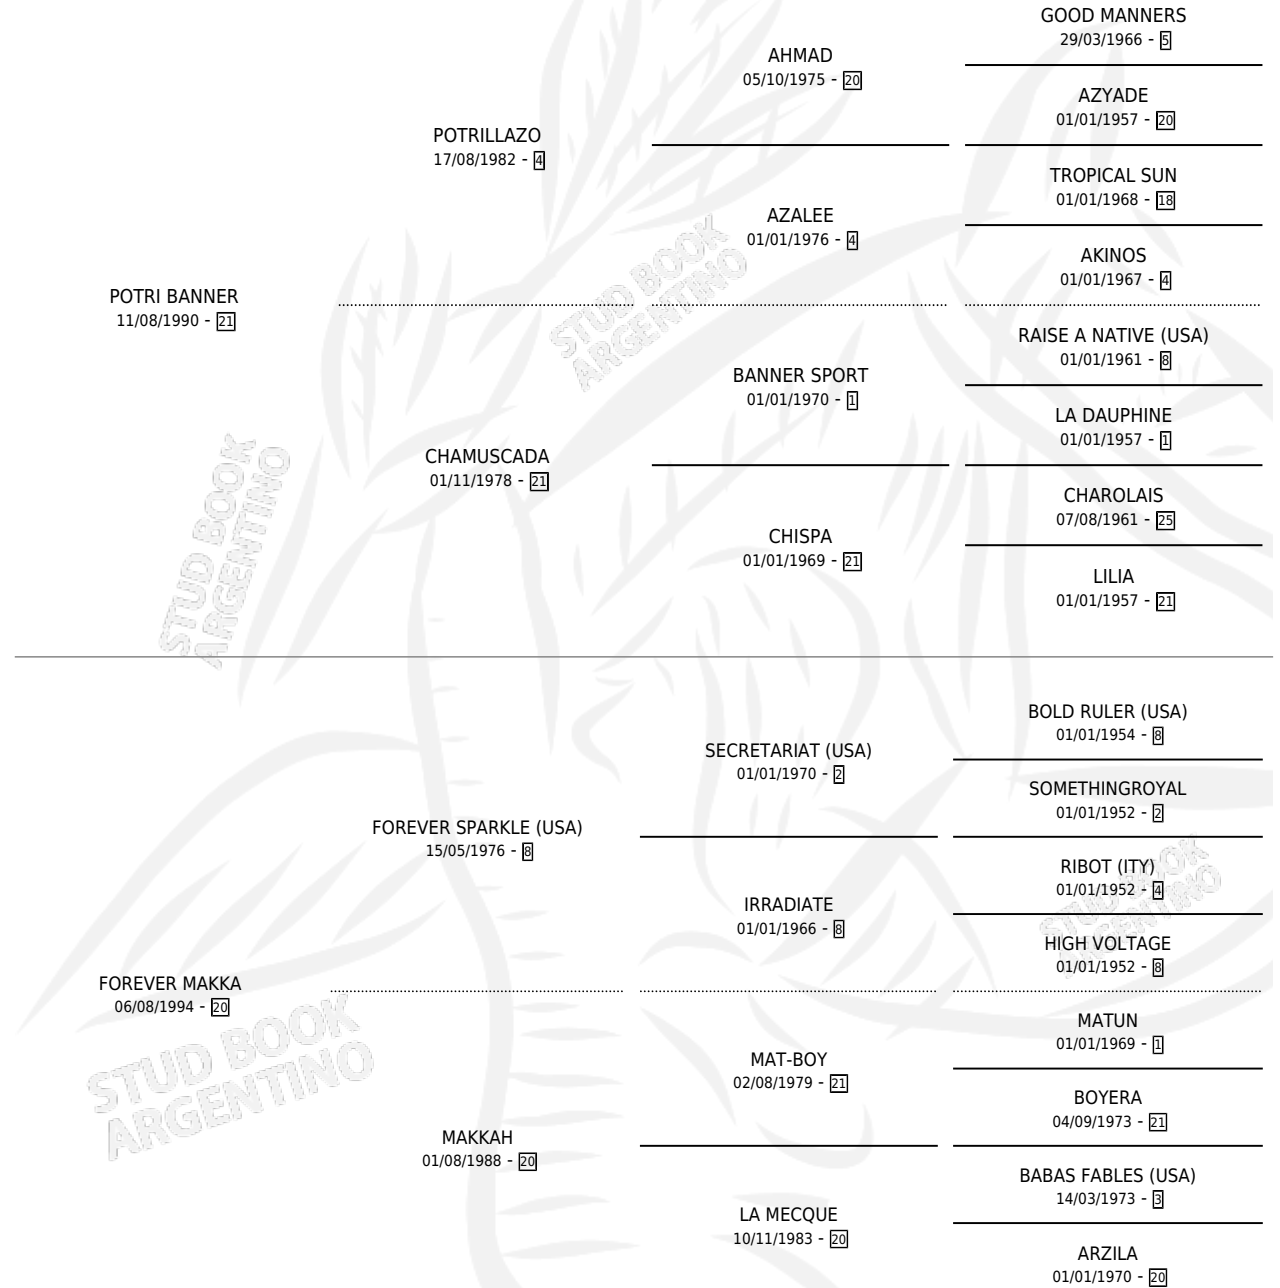 GOOD MANNERS
29/03/1966 - 5
AHMAD
05/10/1975 - 20
AZYADE
01/01/1957 - 20
POTRILLAZO
17/08/1982 - 4
TROPICAL SUN
01/01/1968 - 18
AZALEE
01/01/1976 - 4
AKINOS
01/01/1967 - 4
POTRI BANNER
11/08/1990 - 21
STUD BOOK
ARGENTINO
RAISE A NATIVE (USA)
01/01/1961 - 8
BANNER SPORT
01/01/1970 - 1
LA DAUPHINE
01/01/1957 - 1
CHAMUSCADA
01/11/1978 - 21
CHAROLAIS
07/08/1961 - 25
CHISPA
01/01/1969 - 21
LILIA
01/01/1957 - 21
STUD BOOK
ARGENTINO
BOLD RULER (USA)
01/01/1954 - 8
SECRETARIAT (USA)
01/01/1970 - 2
SOMETHINGROYAL
01/01/1952 - 2
FOREVER SPARKLE (USA)
15/05/1976 - 8
RIBOT (ITY)
01/01/1952 - 4
IRRADIATE
01/01/1966 - 8
STUD BOOK
ARGENTINO
HIGH VOLTAGE
01/01/1952 - 8
FOREVER MAKKA
06/08/1994 - 20
MATUN
01/01/1969 - 1
MAT-BOY
02/08/1979 - 21
BOYERA
04/09/1973 - 21
STUD BOOK
ARGENTINO
MAKKAH
01/08/1988 - 20
BABAS FABLES (USA)
14/03/1973 - 3
LA MECQUE
10/11/1983 - 20
ARZILA
01/01/1970 - 20